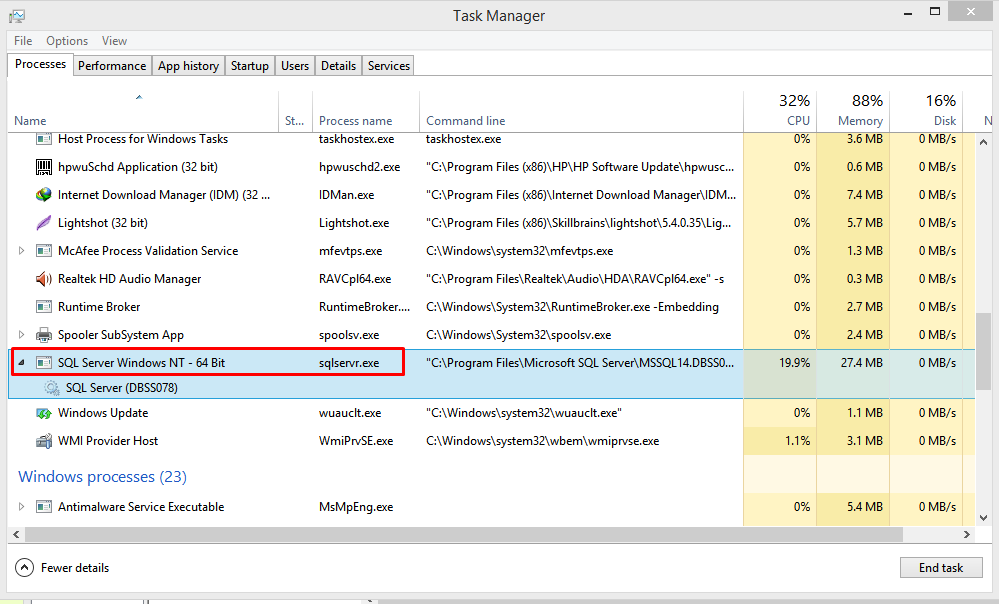 Task Manager
File Options View
Processes Performance App history Startup Users Details Services
32% 88% 16%
Name St... Process name Command line CPU Memory Disk N
Host Process for Windows Tasks taskhostex.exe taskhostex.exe 0% 3.6 MB 0 MB/s
hpwuSchd Application (32 bit) hpwuschd2.exe "C:\Program Files (x86)\HP\HP Software Update\hpwusc... 0% 0.6 MB 0 MB/s
Internet Download Manager (IDM) (32 ... IDMan.exe "C:\Program Files (x86)\Internet Download Manager\IDM... 0% 7.4 MB 0 MB/s
Lightshot (32 bit) Lightshot.exe "C:\Program Files (x86)\Skillbrains\lightshot\5.4.0.35\Lig... 0% 5.7 MB 0 MB/s
McAfee Process Validation Service mfevtps.exe C:\Windows\system32\mfevtps.exe 0% 1.3 MB 0 MB/s
Realtek HD Audio Manager RAVCpl64.exe "C:\Program Files\Realtek\Audio\HDA\RAVCpl64.exe" -s 0% 0.3 MB 0 MB/s
Runtime Broker RuntimeBroker.... C:\Windows\System32\RuntimeBroker.exe -Embedding 0% 2.7 MB 0 MB/s
Spooler SubSystem App spoolsv.exe C:\Windows\System32\spoolsv.exe 0% 2.4 MB 0 MB/s
SQL Server Windows NT - 64 Bit sqlservr.exe "C:\Program Files\Microsoft SQL Server\MSSQL14.DBSS0... 19.9% 27.4 MB 0 MB/s
SQL Server (DBSS078)
Windows Update wuauclt.exe "C:\Windows\system32\wuauclt.exe" 0% 1.1 MB 0 MB/s
WMI Provider Host WmiPrvSE.exe C:\Windows\system32\wbem\wmiprvse.exe 1.1% 3.1 MB 0 MB/s
Windows processes (23)
Antimalware Service Executable MsMpEng.exe 0% 5.4 MB 0 MB/s
Fewer details End task